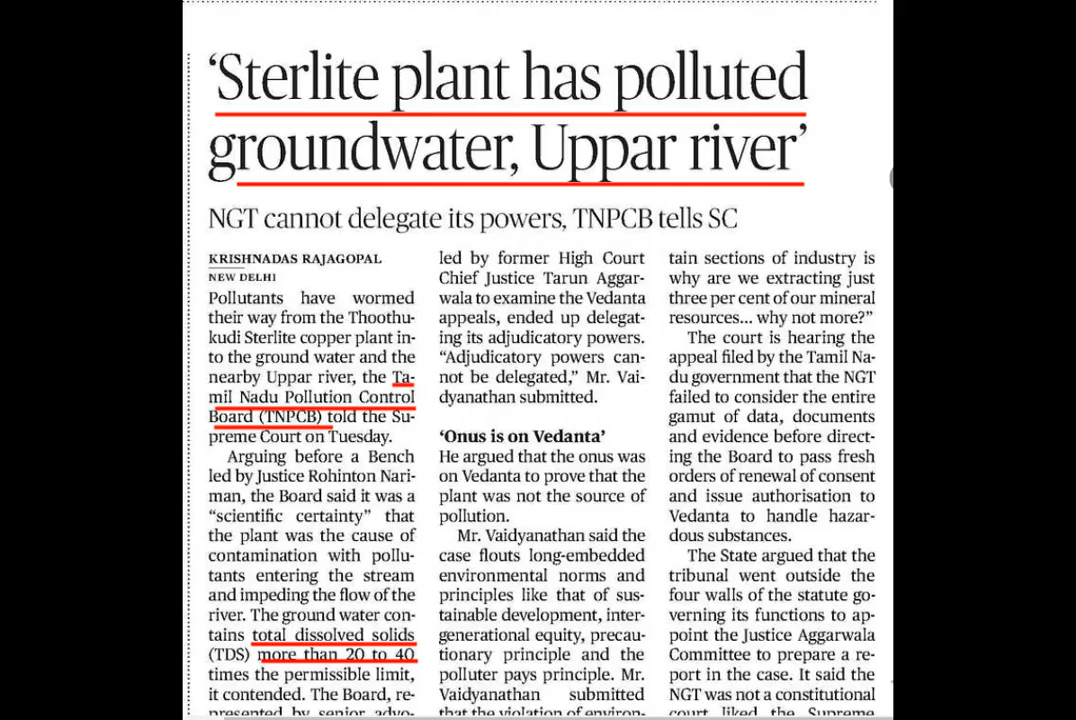 ‘Sterlite plant has polluted
groundwater, Uppar river’
NGT cannot delegate its powers, TNPCB tells SC
KRISHNADAS RAJAGOPAL
NEW DELHI
Pollutants have wormed
their way from the Thoothu-
kudi Sterlite copper plant in-
to the ground water and the
nearby Uppar river, the Ta-
mil Nadu Pollution Control
Board (TNPCB) told the Su-
preme Court on Tuesday.
Arguing before a Bench
led by Justice Rohinton Nari-
man, the Board said it was a
“scientific certainty” that
the plant was the cause of
contamination with pollu-
tants entering the stream
and impeding the flow of the
river. The ground water con-
tains total dissolved solids
(TDS) more than 20 to 40
times the permissible limit,
it contended. The Board, re-
presented by senior advo-
led by former High Court
Chief Justice Tarun Aggar-
wala to examine the Vedanta
appeals, ended up delegat-
ing its adjudicatory powers.
“Adjudicatory powers can-
not be delegated,” Mr. Vai-
dyanathan submitted.
‘Onus is on Vedanta’
He argued that the onus was
on Vedanta to prove that the
plant was not the source of
pollution.
Mr. Vaidyanathan said the
case flouts long-embedded
environmental norms and
principles like that of sus-
tainable development, inter-
generational equity, precau-
tionary principle and the
polluter pays principle. Mr.
Vaidyanathan submitted
that the violation of environ-
tain sections of industry is
why are we extracting just
three per cent of our mineral
resources... why not more?”
The court is hearing the
appeal filed by the Tamil Na-
du government that the NGT
failed to consider the entire
gamut of data, documents
and evidence before direct-
ing the Board to pass fresh
orders of renewal of consent
and issue authorisation to
Vedanta to handle hazar-
dous substances.
The State argued that the
tribunal went outside the
four walls of the statute go-
verning its functions to ap-
point the Justice Aggarwala
Committee to prepare a re-
port in the case. It said the
NGT was not a constitutional
court liked the Supreme